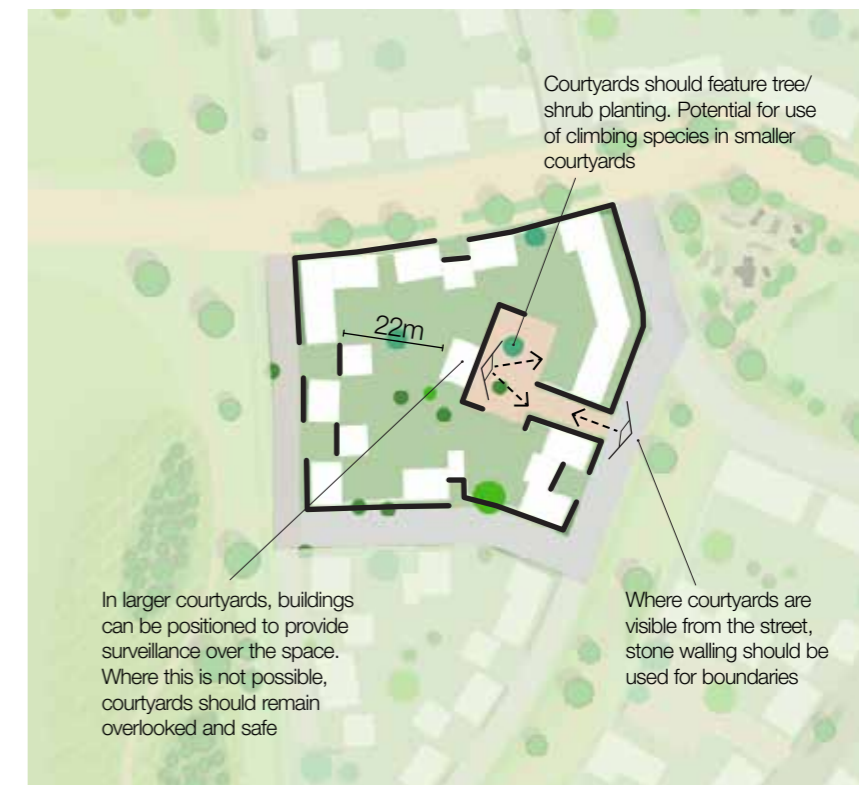 Courtyards should feature tree/
shrub planting. Potential for use
of climbing species in smaller
courtyards
22m
In larger courtyards, buildings
can be positioned to provide
surveillance over the space.
Where this is not possible,
courtyards should remain
overlooked and safe
Where courtyards are
visible from the street,
stone walling should be
used for boundaries